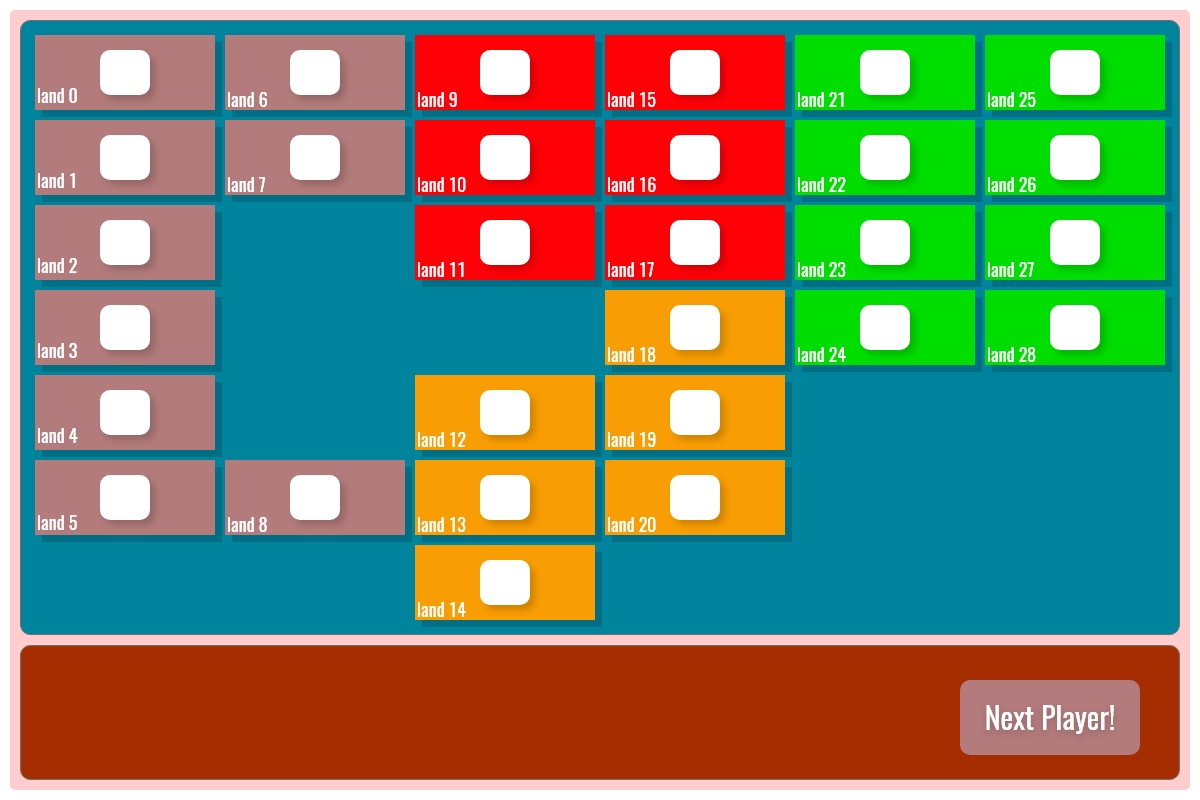 land 0
land 6
land 9
land 15
land 21
land 25
land 1
land 7
land 10
land 16
land 22
land 26
land 2
land 11
land 17
land 23
land 27
land 3
land 18
land 24
land 28
land 4
land 12
land 19
land 5
land 8
land 13
land 20
land 14
Next Player!